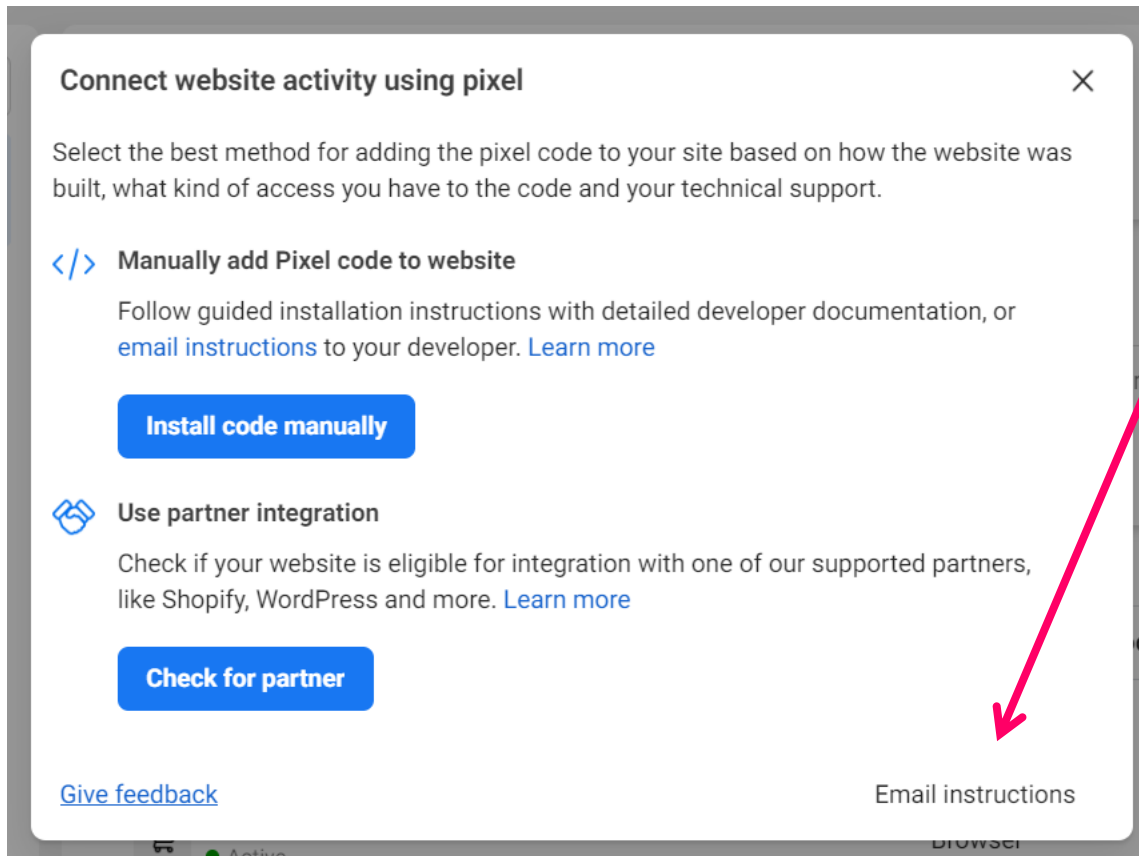 Connect website activity using pixel
Select the best method for adding the pixel code to your site based on how the website was
built, what kind of access you have to the code and your technical support.
Manually add Pixel code to website
Follow guided installation instructions with detailed developer documentation, or
email instructions to your developer. Learn more
Install code manually
Use partner integration
Check if your website is eligible for integration with one of our supported partners,
like Shopify, WordPress and more. Learn more
Check for partner
Give feedback
Email instructions
Active
Browser